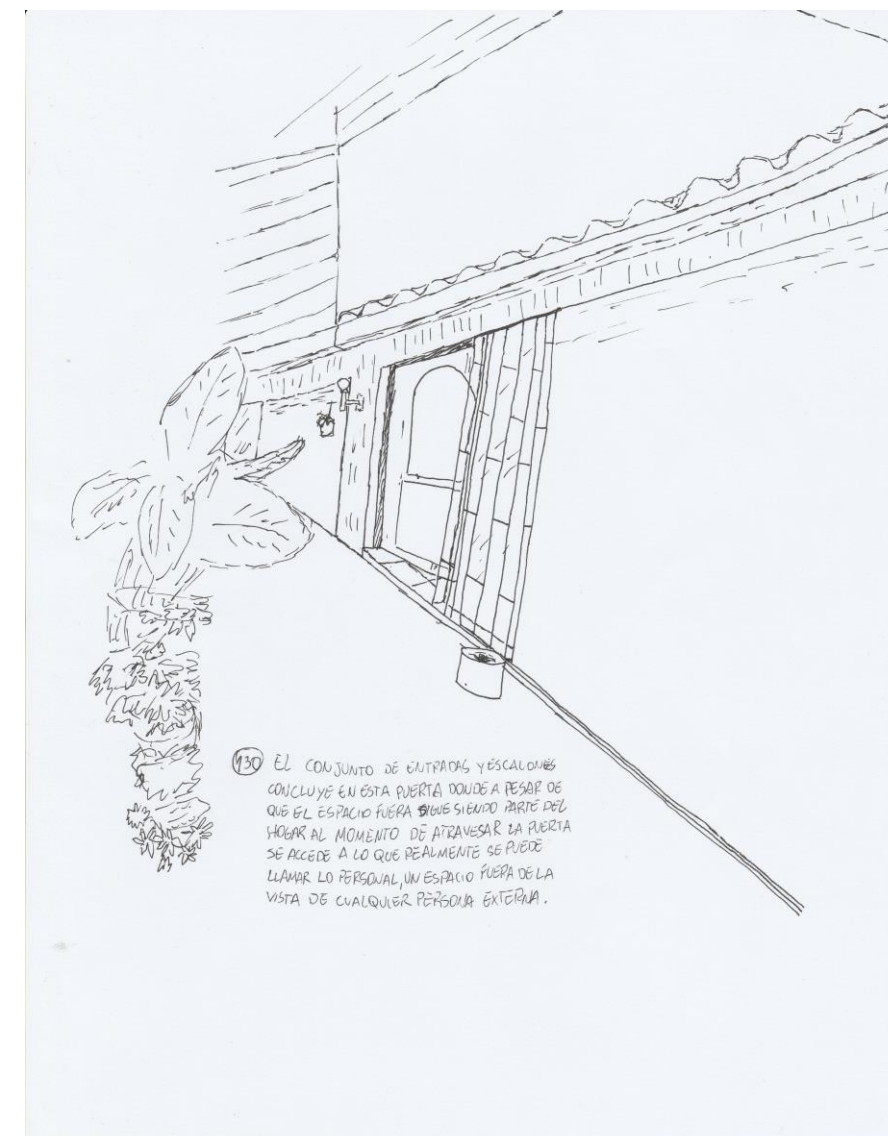 130 EL CONJUNTO DE ENTRADAS Y ESCALONES
CONCLUYE EN ESTA PUERTA DONDE A PESAR DE
QUE EL ESPACIO FUERA SIGUE SIENDO PARTE DEL
HOGAR AL MOMENTO DE ATRAVESAR LA PUERTA
SE ACCEDE A LO QUE REALMENTE SE PUEDE
LLAMAR LO PERSONAL, UN ESPACIO FUERA DE LA
VISTA DE CUALQUIER PERSONA EXTERNA.